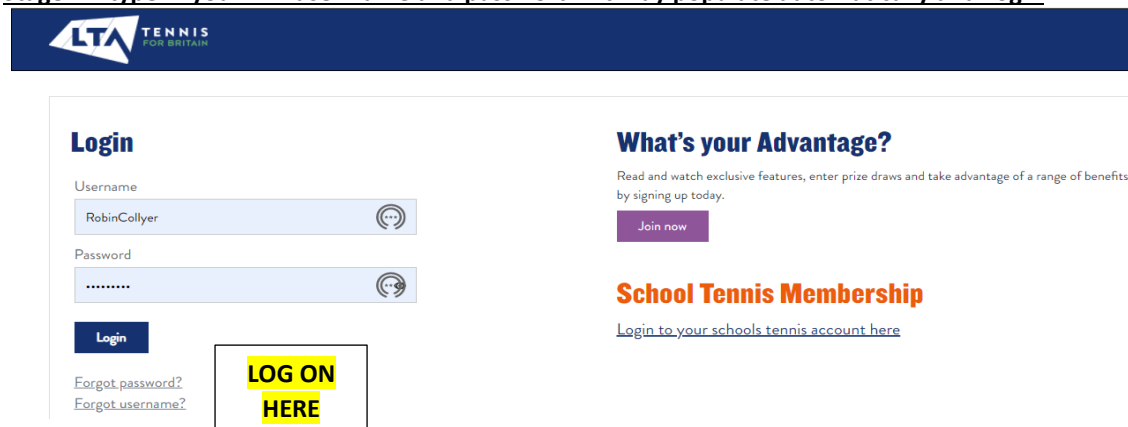 LTA TENNIS
FOR BRITAIN
Login
Username
RobinCollyer
Password
•••••••••
Login
Forgot password?
Forgot username?
LOG ON
HERE
What's your Advantage?
Read and watch exclusive features, enter prize draws and take advantage of a range of benefits
by signing up today.
Join now
School Tennis Membership
Login to your schools tennis account here